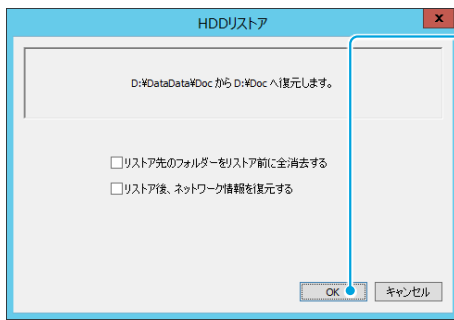 HDDリストア
x
D:¥DataData¥Doc から D:¥Doc へ復元します。
リストア先のフォルダーをリストア前に全消去する
リストア後、ネットワーク情報を復元する
OK
キャンセル